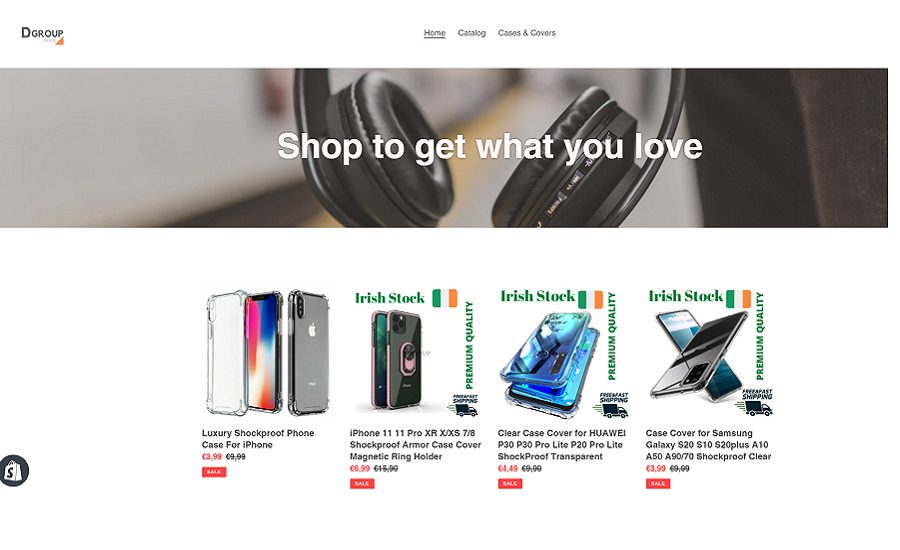 DGROUP
Home Catalog Cases & Covers
Shop to get what you love
Irish Stock
PREMIUM QUALITY
FREE&FAST
SHIPPING
Irish Stock
PREMIUM QUALITY
FREE&FAST
SHIPPING
Irish Stock
PREMIUM QUALITY
FREE&FAST
SHIPPING
Luxury Shockproof Phone
Case For iPhone
€3,99 €9,99
SALE
iPhone 11 11 Pro XR X/XS 7/8
Shockproof Armor Case Cover
Magnetic Ring Holder
€6,99 €15,90
SALE
Clear Case Cover for HUAWEI
P30 P30 Pro Lite P20 Pro Lite
ShockProof Transparent
€4,49 €9,90
SALE
Case Cover for Samsung
Galaxy S20 S10 S20plus A10
A50 A90/70 Shockproof Clear
€3,99 €9,99
SALE